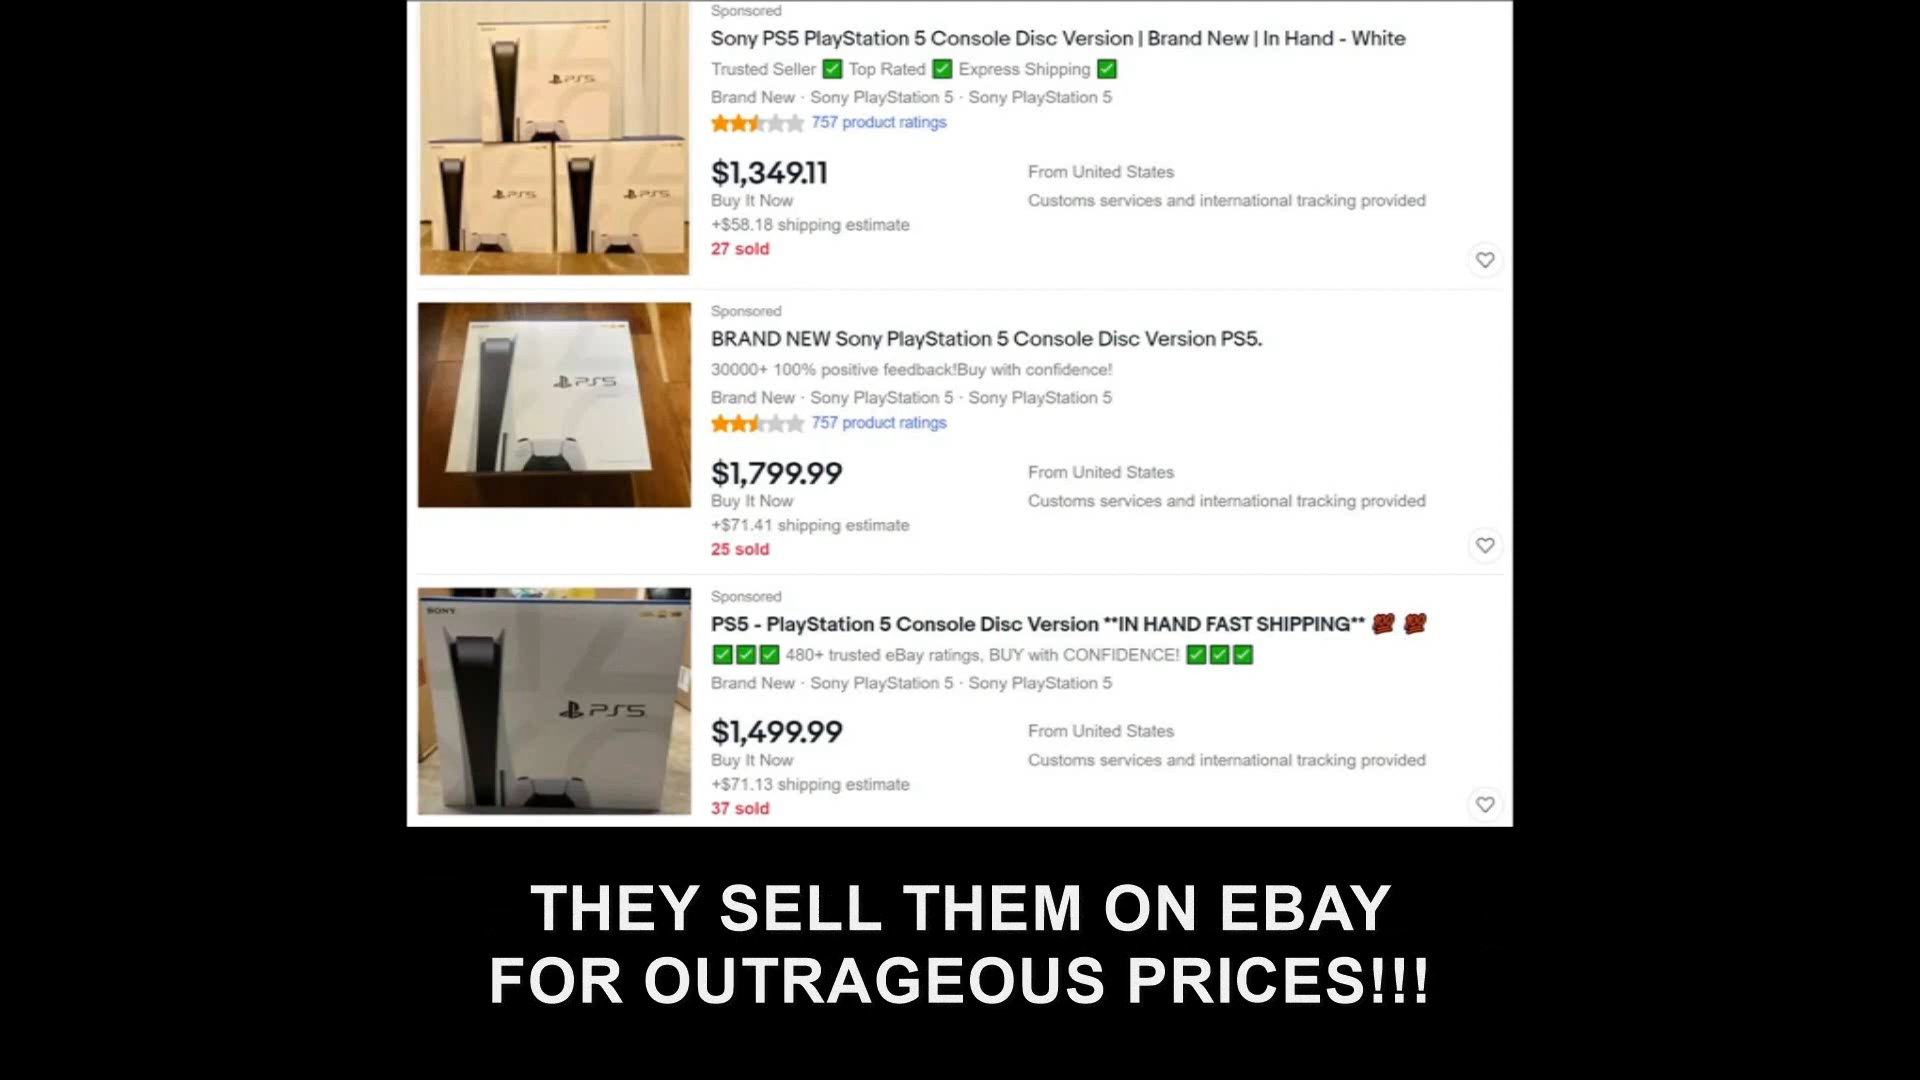 Sponsored
Sony PS5 PlayStation 5 Console Disc Version | Brand New | In Hand - White
Trusted Seller ✅ Top Rated ✅ Express Shipping ✅
Brand New · Sony PlayStation 5 · Sony PlayStation 5
757 product ratings
$1,349.11
From United States
Buy It Now
Customs services and international tracking provided
+$58.18 shipping estimate
27 sold
PS5
PS5
PS5
Sponsored
BRAND NEW Sony PlayStation 5 Console Disc Version PS5.
30000+ 100% positive feedback!Buy with confidence!
Brand New · Sony PlayStation 5 · Sony PlayStation 5
757 product ratings
$1,799.99
From United States
Buy It Now
Customs services and international tracking provided
+$71.41 shipping estimate
25 sold
PS5
Sponsored
PS5 - PlayStation 5 Console Disc Version **IN HAND FAST SHIPPING** 💯 💯
✅✅✅ 480+ trusted eBay ratings, BUY with CONFIDENCE! ✅✅✅
Brand New · Sony PlayStation 5 · Sony PlayStation 5
$1,499.99
From United States
Buy It Now
Customs services and international tracking provided
+$71.13 shipping estimate
37 sold
SONY
PS5
THEY SELL THEM ON EBAY
FOR OUTRAGEOUS PRICES!!!